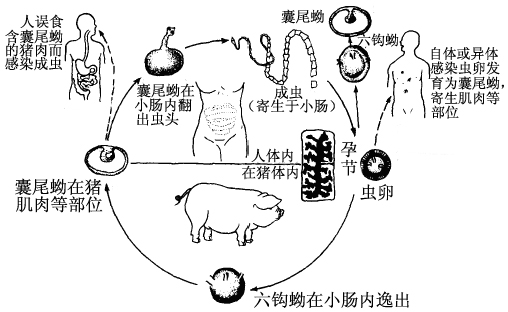 人误食
含囊尾蚴
的猪肉而
感染成虫
囊尾蚴在
小肠内翻
出虫头
成虫
（寄生于小肠）
囊尾蚴
六钩蚴
自体或异体
感染虫卵发
育为囊尾蚴，
寄生肌肉等
部位
人体内
在猪体内
孕
节
虫卵
囊尾蚴在猪
肌肉等部位
六钩蚴在小肠内逸出